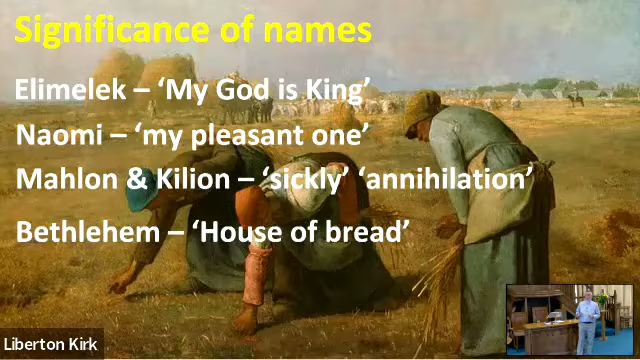 Significance of names
Elimelek – ‘My God is King’
Naomi – ‘my pleasant one’
Mahlon & Kilion – ‘sickly’ ‘annihilation’
Bethlehem – ‘House of bread’
Liberton Kirk